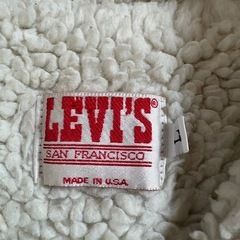 LEVI'S®
SAN FRANCISCO
MADE IN U.S.A.
L